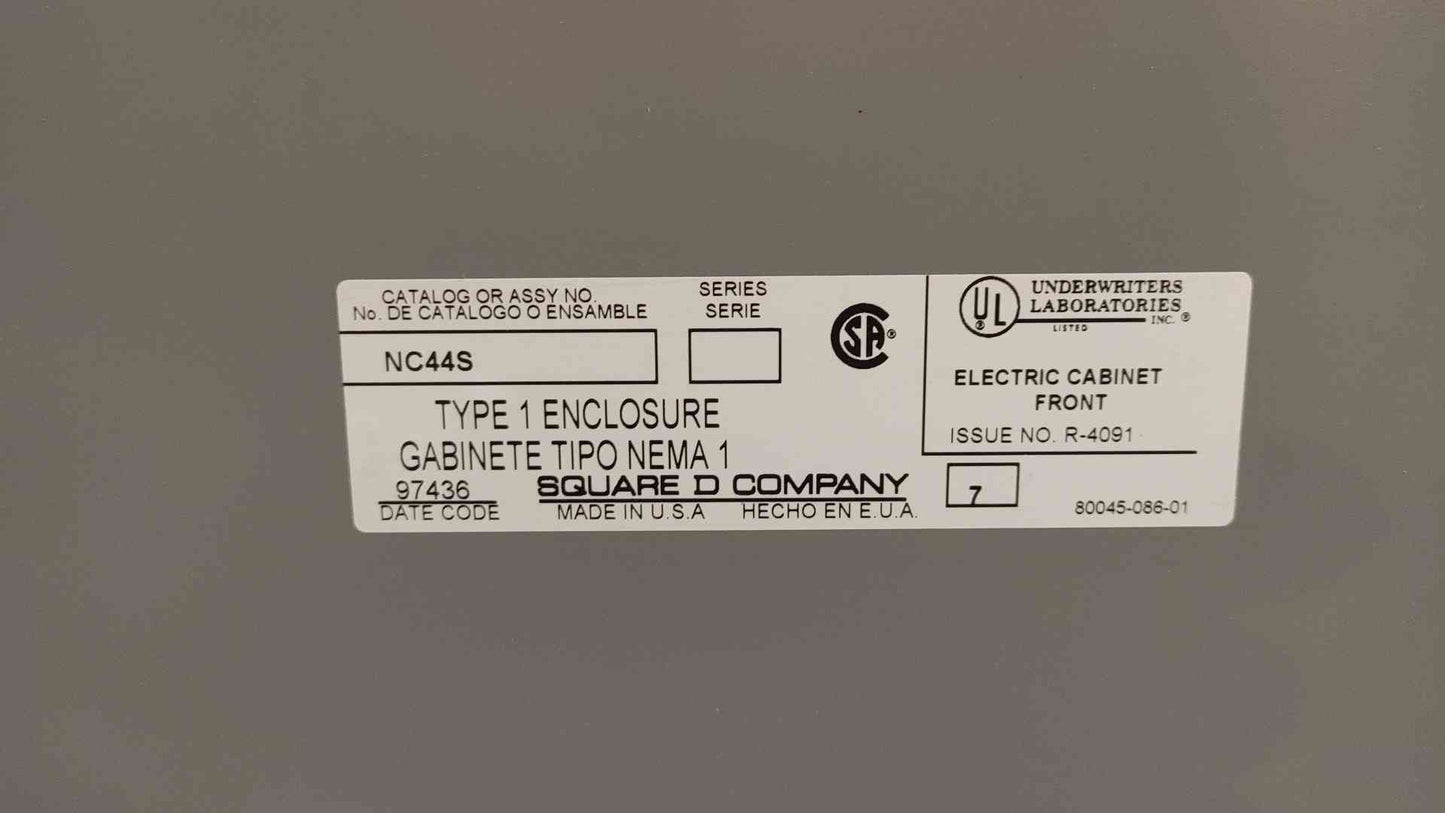 CATALOG OR ASSY NO.
No. DE CATALOGO O ENSAMBLE
NC44S
SERIES
SERIE
TYPE 1 ENCLOSURE
GABINETE TIPO NEMA 1
97436
DATE CODE
SQUARE D COMPANY
MADE IN U.S.A HECHO EN E.U.A.
SA ®
UL ®
UNDERWRITERS
LABORATORIES
INC. ®
LISTED
ELECTRIC CABINET
FRONT
ISSUE NO. R-4091
7
80045-086-01